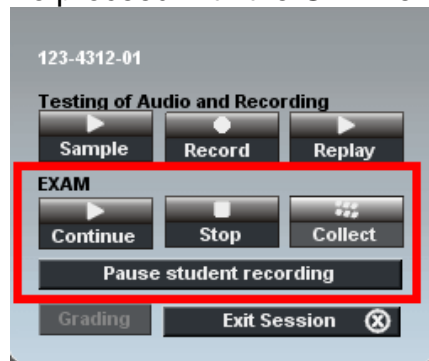 123-4312-01
Testing of Audio and Recording
Sample Record Replay
EXAM
Continue Stop Collect
Pause student recording
Grading Exit Session